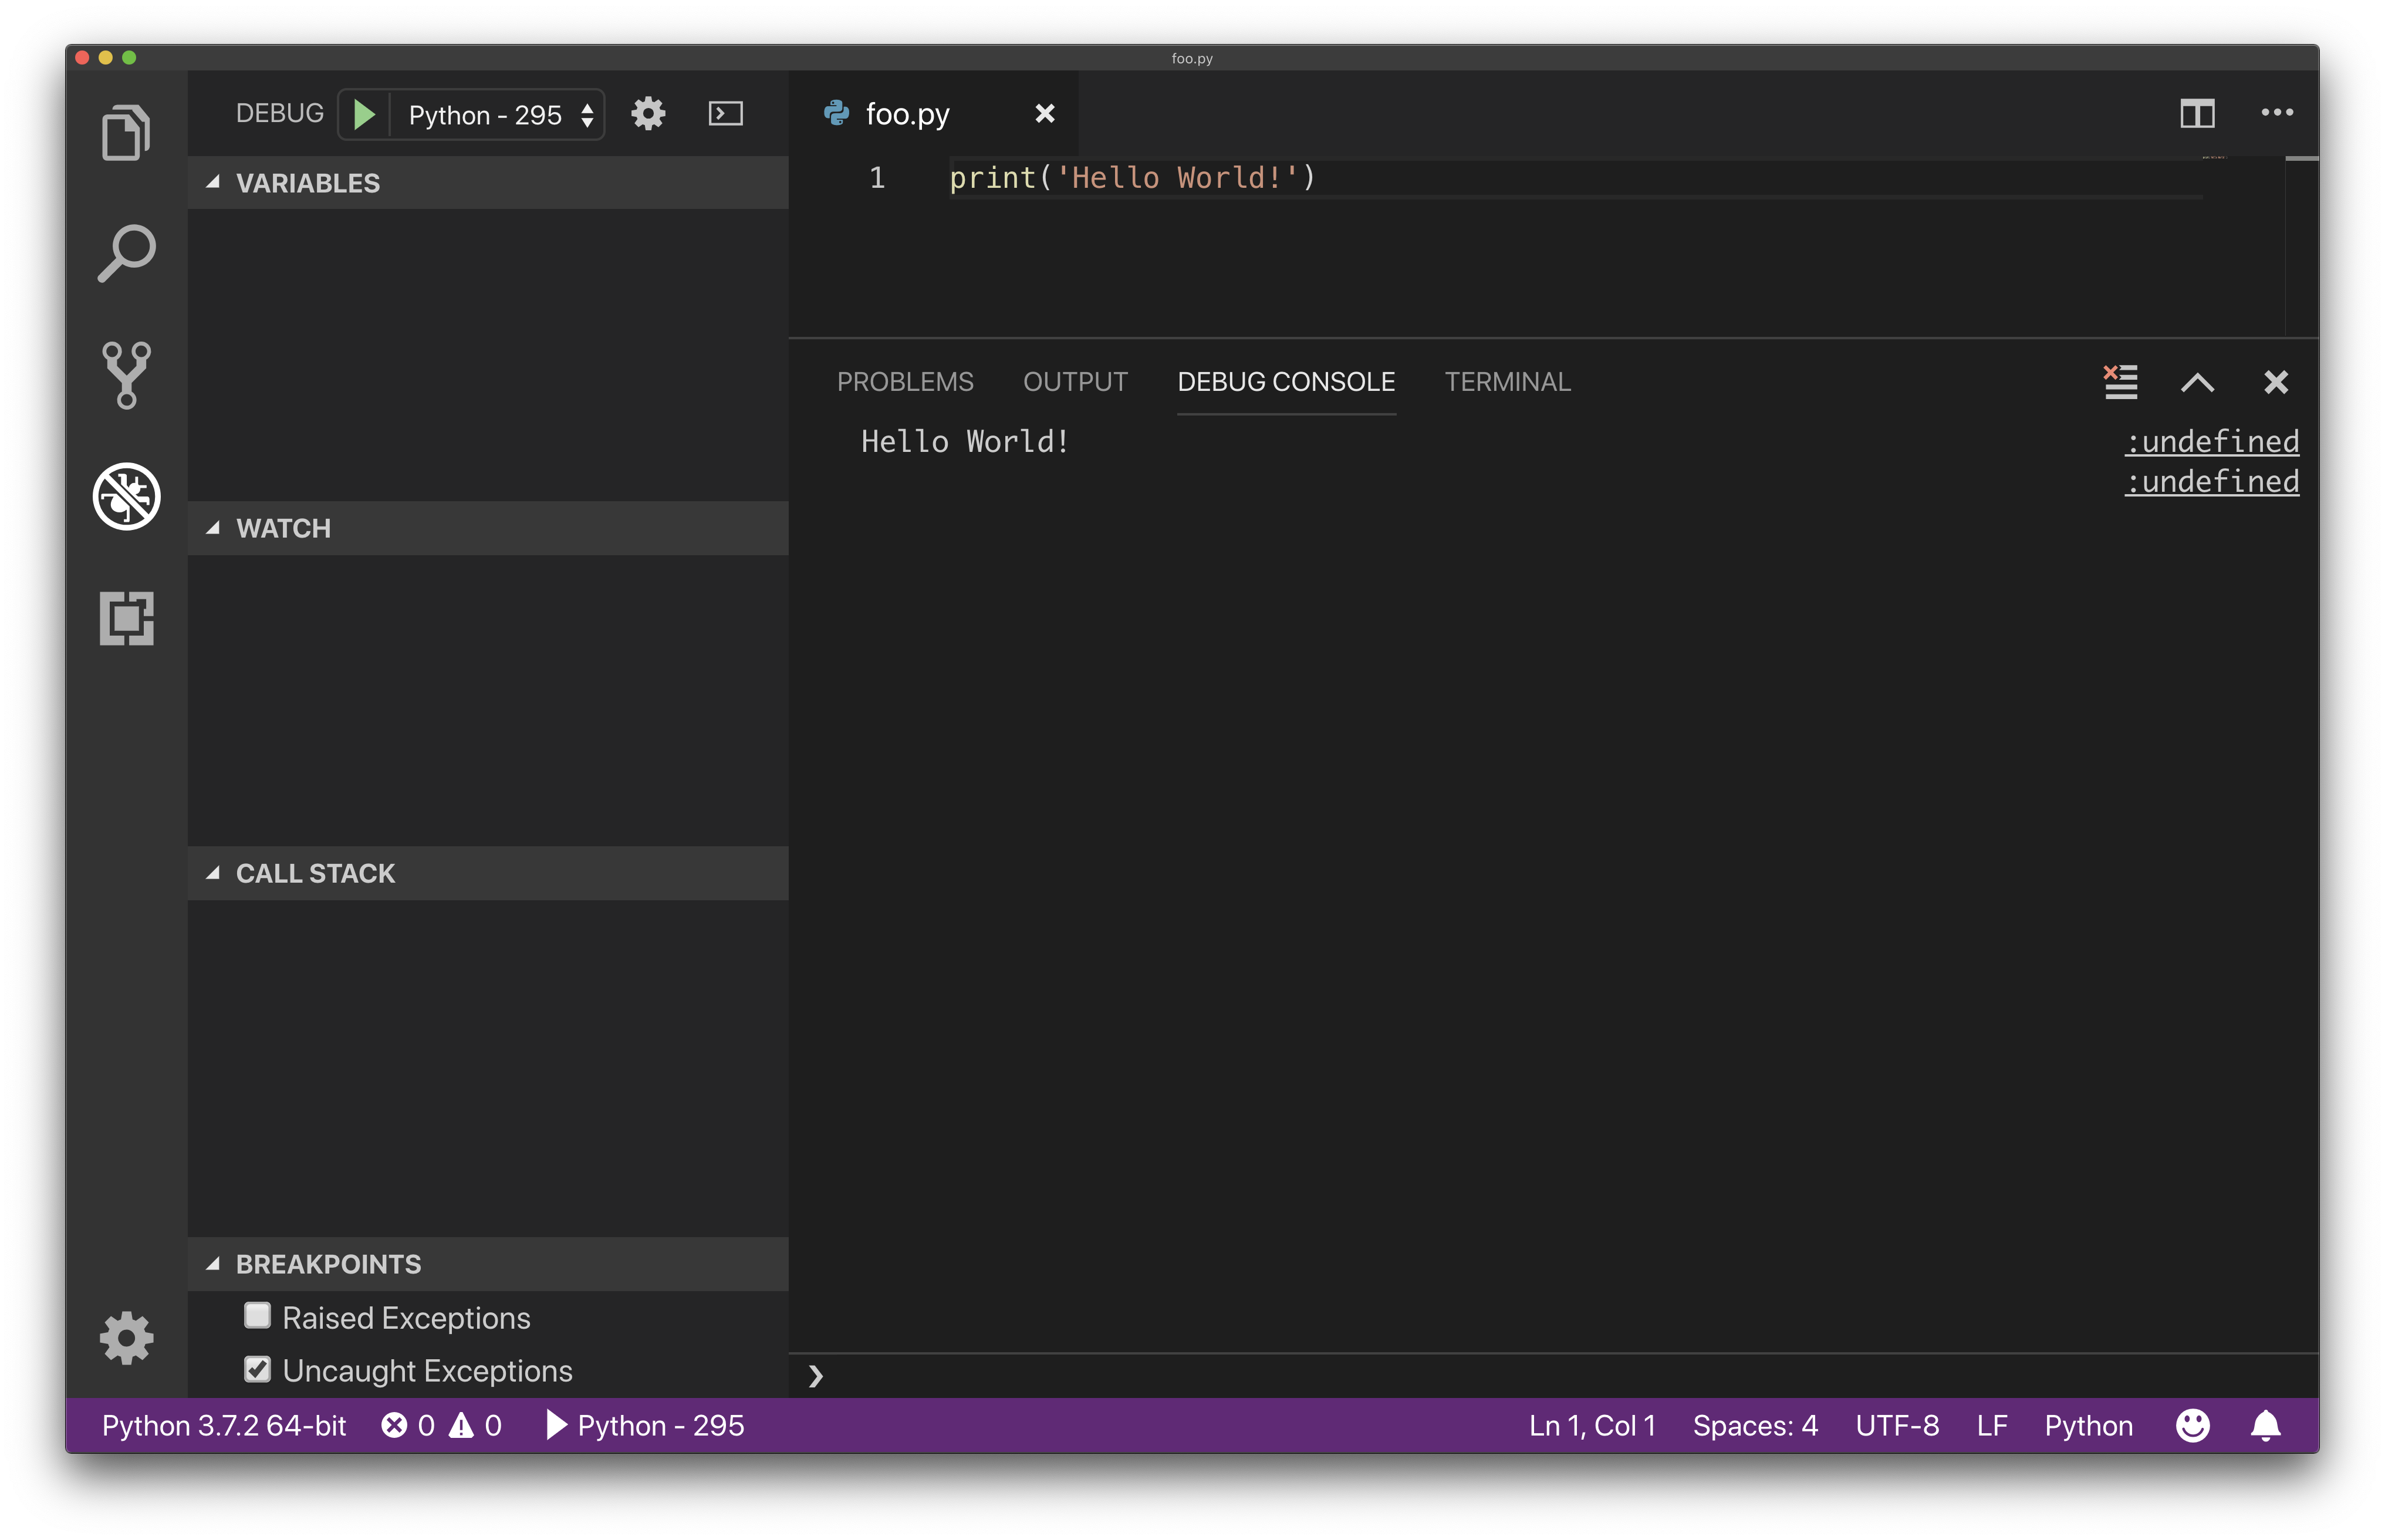 foo.py
DEBUG Python - 295
foo.py
VARIABLES
1 print('Hello World!')
PROBLEMS OUTPUT DEBUG CONSOLE TERMINAL
Hello World! :undefined
:undefined
WATCH
CALL STACK
BREAKPOINTS
Raised Exceptions
Uncaught Exceptions
Python 3.7.2 64-bit 0 0 Python - 295 Ln 1, Col 1 Spaces: 4 UTF-8 LF Python